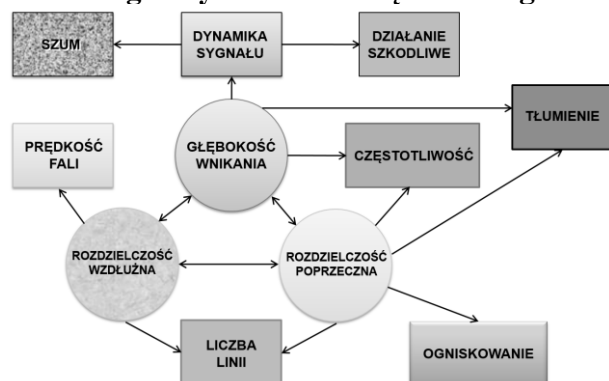 SZUM
DYNAMIKA
SYGNAŁU
DZIAŁANIE
SZKODLIWE
TŁUMIENIE
PRĘDKOŚĆ
FALI
GŁĘBOKOŚĆ
WNIKANIA
CZĘSTOTLIWOŚĆ
ROZDZIELCZOŚĆ
WZDŁUŻNA
ROZDZIELCZOŚĆ
POPRZECZNA
LICZBA
LINII
OGNISKOWANIE